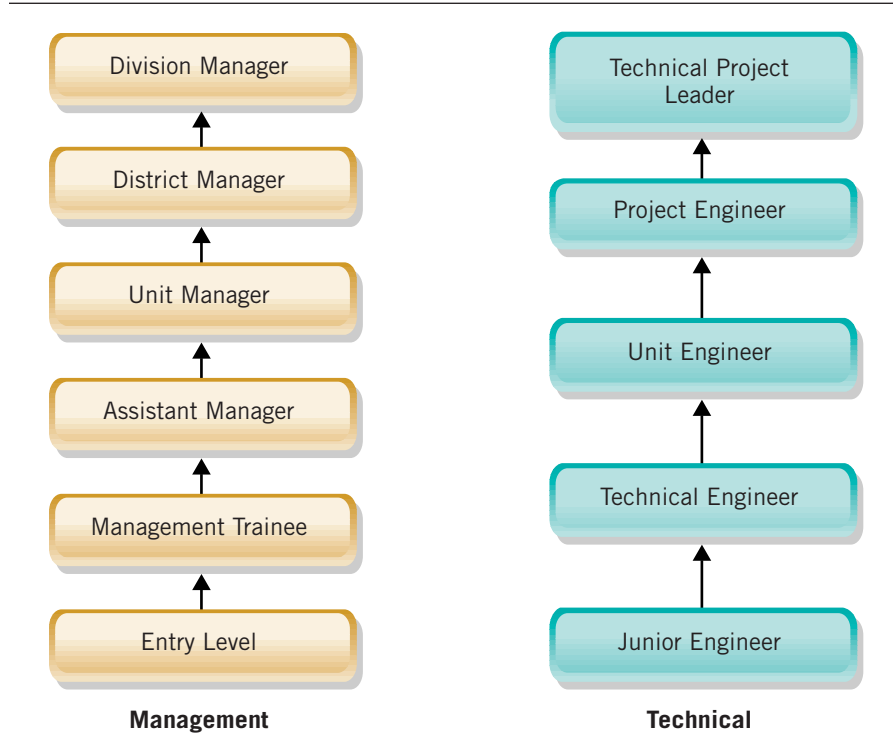 Division Manager
District Manager
Unit Manager
Assistant Manager
Management Trainee
Entry Level
Management
Technical Project
Leader
Project Engineer
Unit Engineer
Technical Engineer
Junior Engineer
Technical